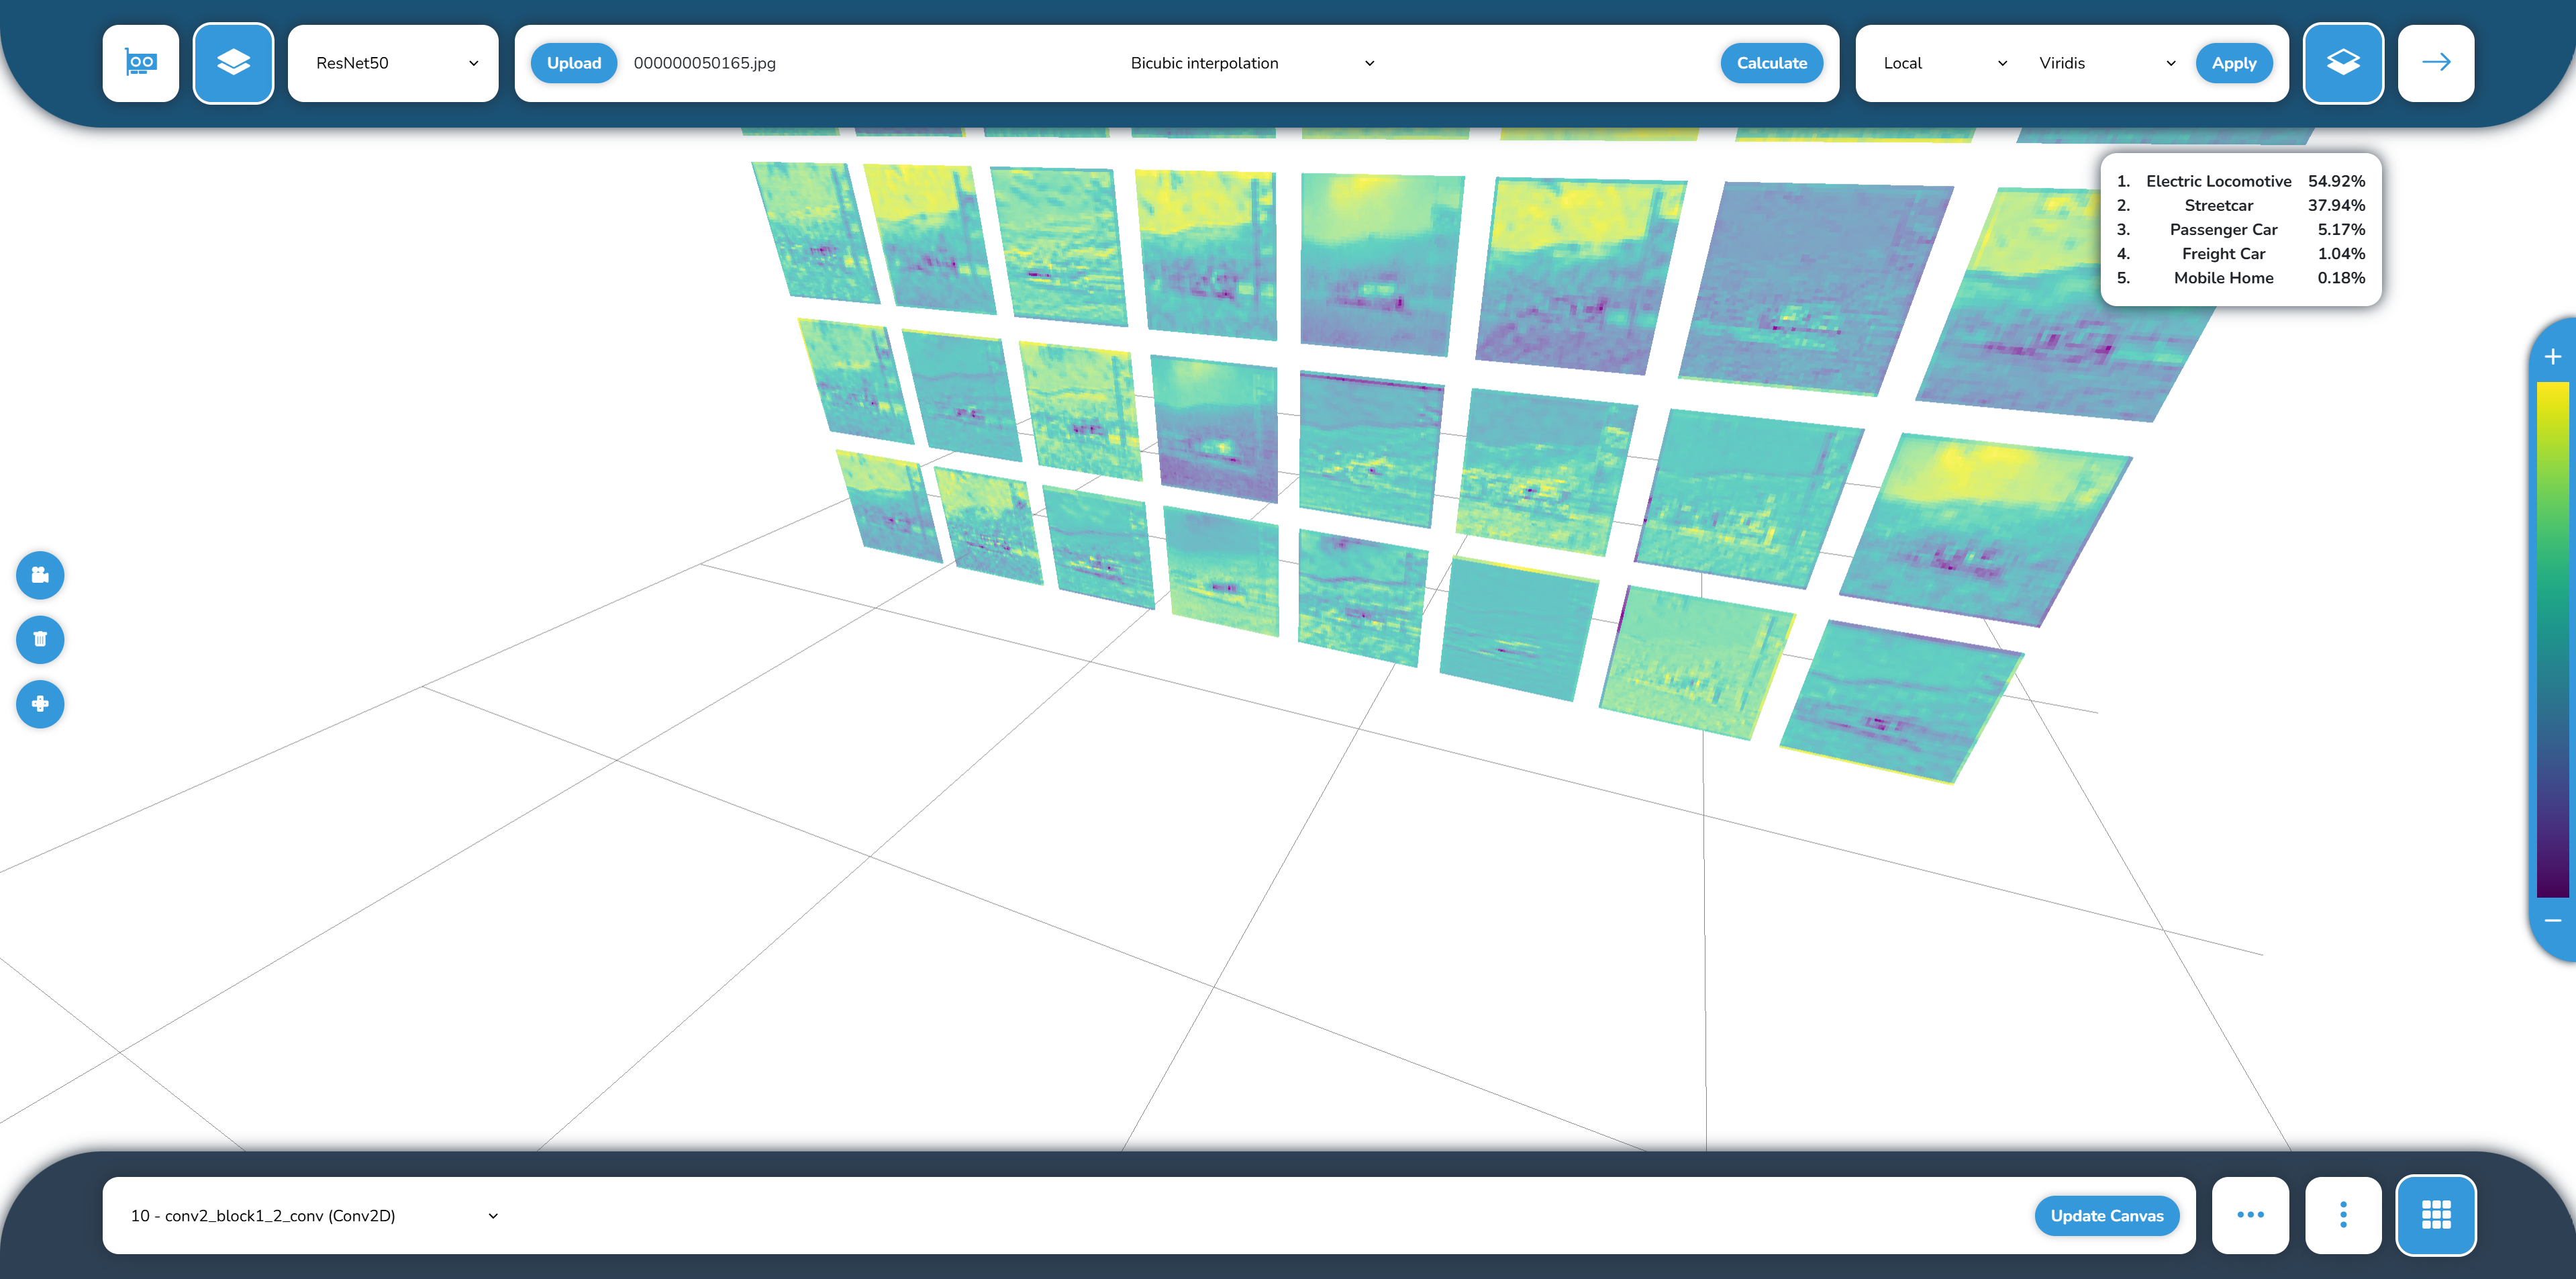 ResNet50
Upload 000000050165.jpg
Bicubic interpolation
Calculate
Local
Viridis
Apply
1. Electric Locomotive 54.92%
2. Streetcar 37.94%
3. Passenger Car 5.17%
4. Freight Car 1.04%
5. Mobile Home 0.18%
10 - conv2_block1_2_conv (Conv2D)
Update Canvas